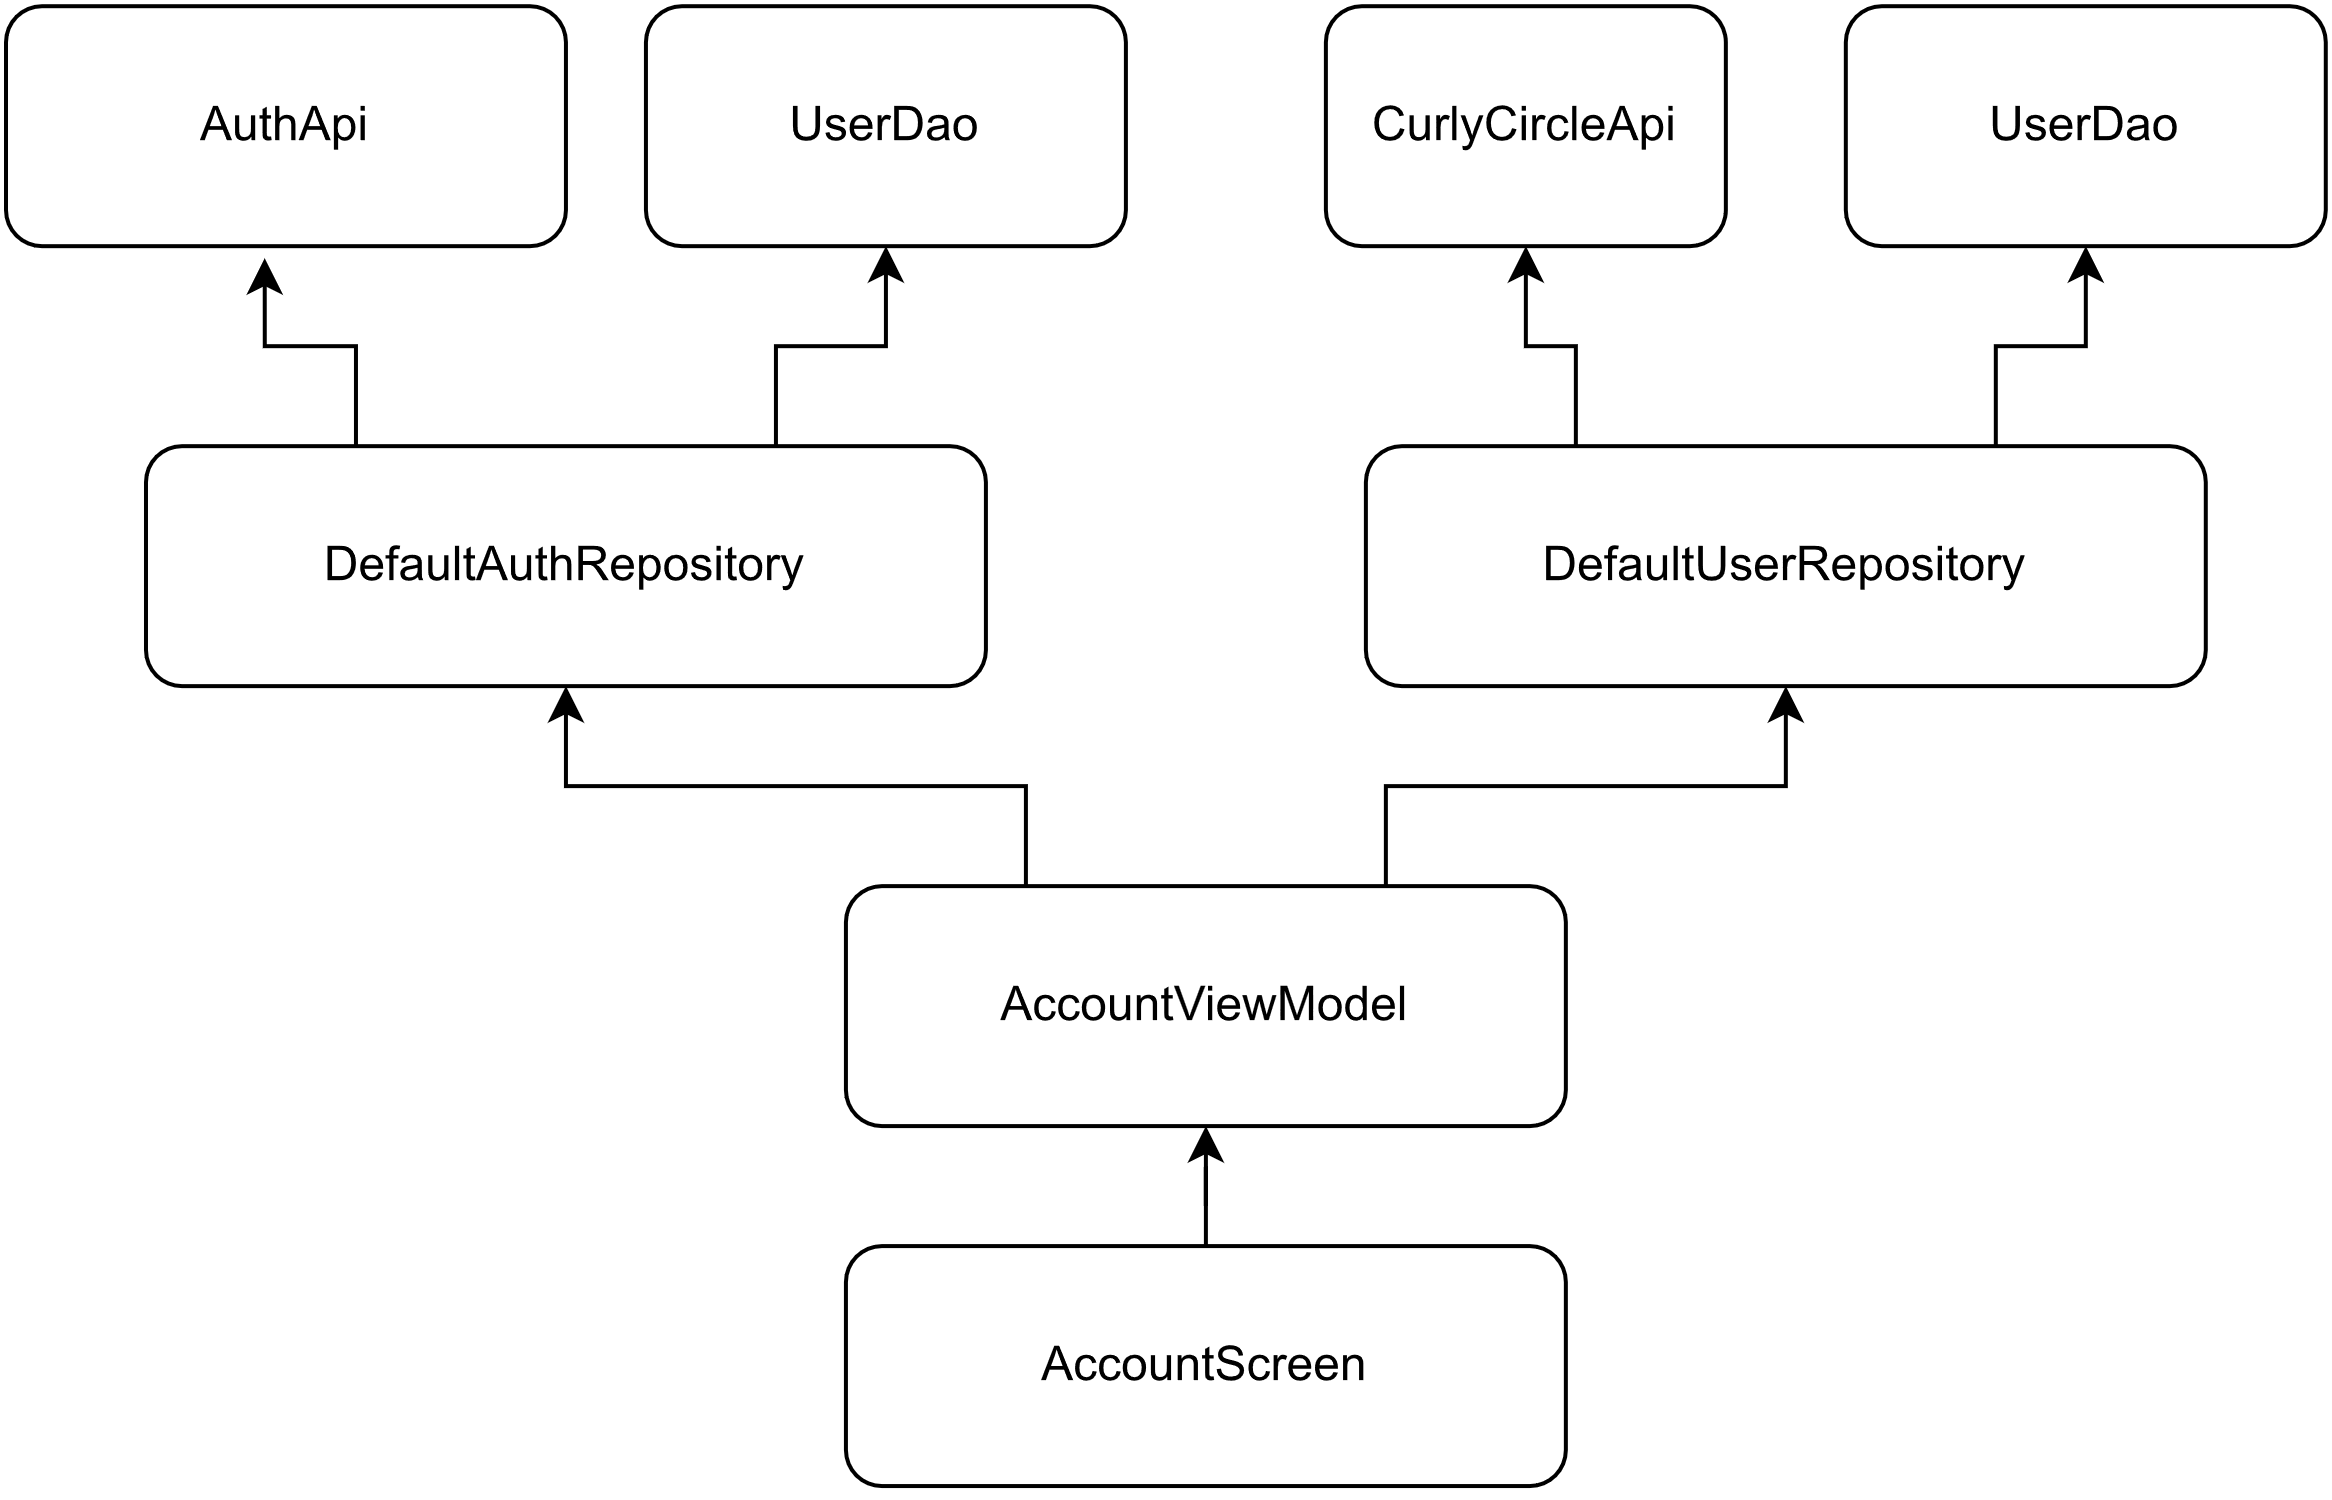 AuthApi
UserDao
CurlyCircleApi
UserDao
DefaultAuthRepository
DefaultUserRepository
AccountViewModel
AccountScreen